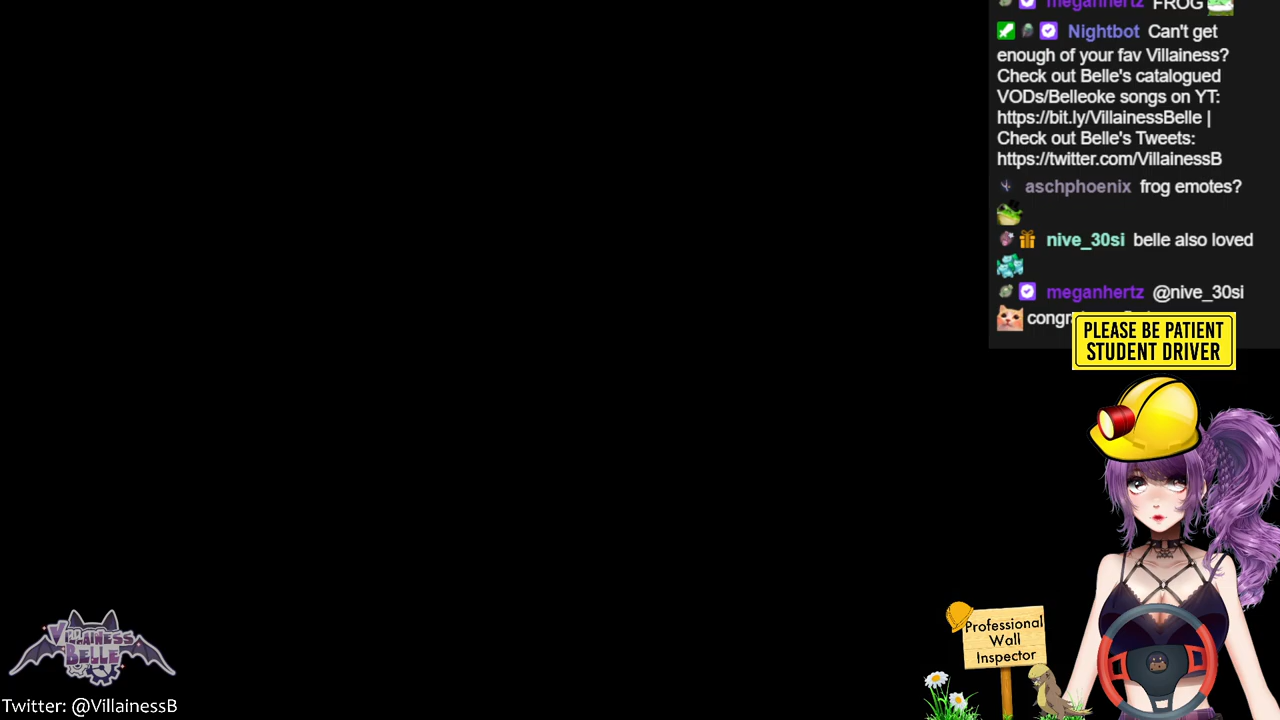 meganhertz FROG
Nightbot Can't get
enough of your fav Villainess?
Check out Belle's catalogued
VODs/Belleoke songs on YT:
https://bit.ly/VillainessBelle |
Check out Belle's Tweets:
https://twitter.com/VillainessB
aschphoenix frog emotes?
nive_30si belle also loved
meganhertz @nive_30si
PLEASE BE PATIENT
STUDENT DRIVER
Professional
Wall
Inspector
VILLAINESS
BELLE
Twitter: @VillainessB